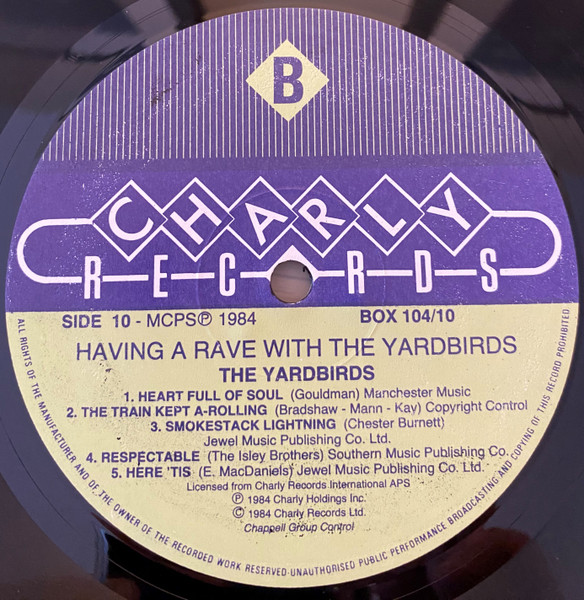 B
CHARLY
RECORDS
SIDE 10 - MCPS Ⓟ 1984 BOX 104/10
HAVING A RAVE WITH THE YARDBIRDS
THE YARDBIRDS
1. HEART FULL OF SOUL (Gouldman) Manchester Music
2. THE TRAIN KEPT A-ROLLING (Bradshaw - Mann - Kay) Copyright Control
3. SMOKESTACK LIGHTNING (Chester Burnett)
Jewel Music Publishing Co. Ltd.
4. RESPECTABLE (The Isley Brothers) Southern Music Publishing Co.
5. HERE 'TIS (E. MacDaniels) Jewel Music Publishing Co. Ltd.
Licensed from Charly Records International APS
Ⓟ 1984 Charly Holdings Inc.
© 1984 Charly Records Ltd.
Chappell Group Control
ALL RIGHTS OF THE MANUFACTURER AND OF THE OWNER OF THE RECORDED WORK RESERVED-UNAUTHORISED PUBLIC PERFORMANCE BROADCASTING AND COPYING OF THIS RECORD PROHIBITED